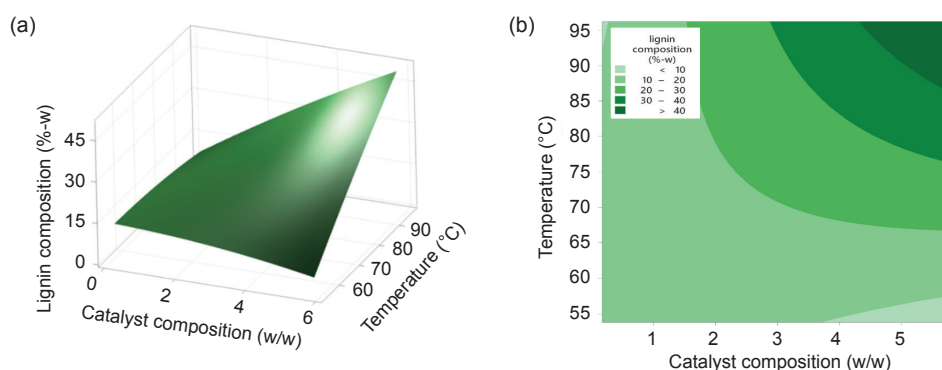 (a)
45
30
15
0
Lignin composition (%-w)
0
2
4
6
Catalyst composition (w/w)
60
70
80
90
Temperature (°C)
(b)
95
90
85
80
75
70
65
60
55
Temperature (°C)
lignin
composition
(%-w)
< 10
10 – 20
20 – 30
30 – 40
> 40
1 2 3 4 5
Catalyst composition (w/w)